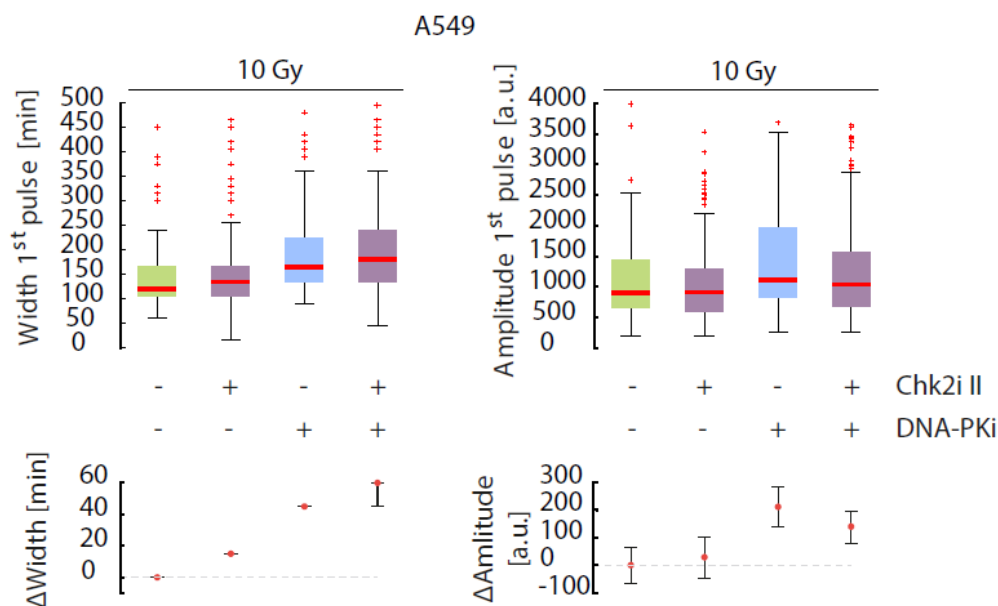 A549
10 Gy
Width 1st pulse [min]
500
450
400
350
300
250
200
150
100
50
0
10 Gy
Amplitude 1st pulse [a.u.]
4000
3500
3000
2500
2000
1500
1000
500
0
- + - + - + - + Chk2i II
- - + + - - + + DNA-PKi
ΔWidth [min]
60
40
20
0
ΔAmlitude
[a.u.]
300
200
100
0
-100